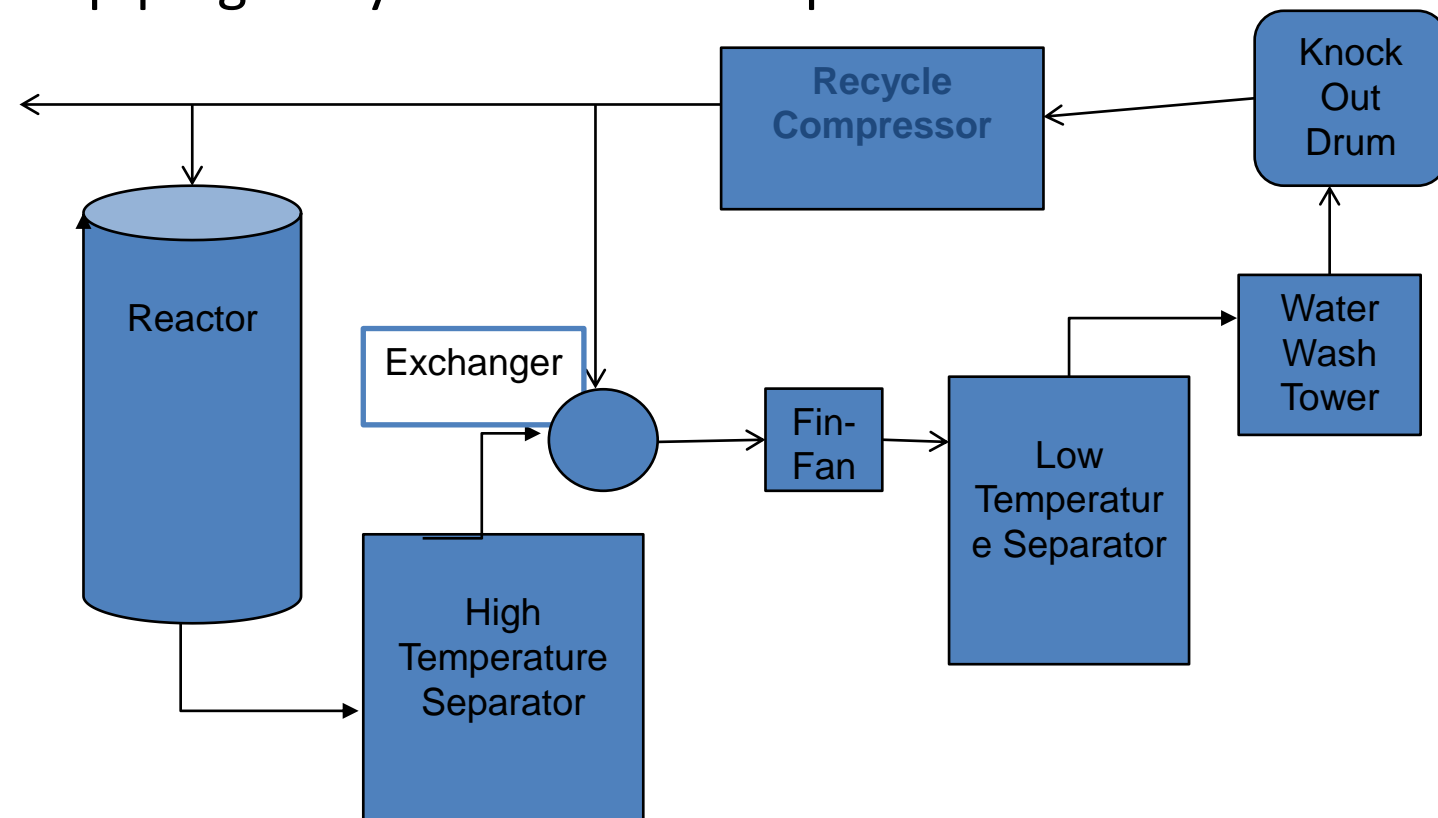 Knock
Out
Drum
Recycle
Compressor
Reactor
Exchanger
Water
Wash
Tower
Fin-
Fan
Low
Temperatur
e Separator
High
Temperature
Separator